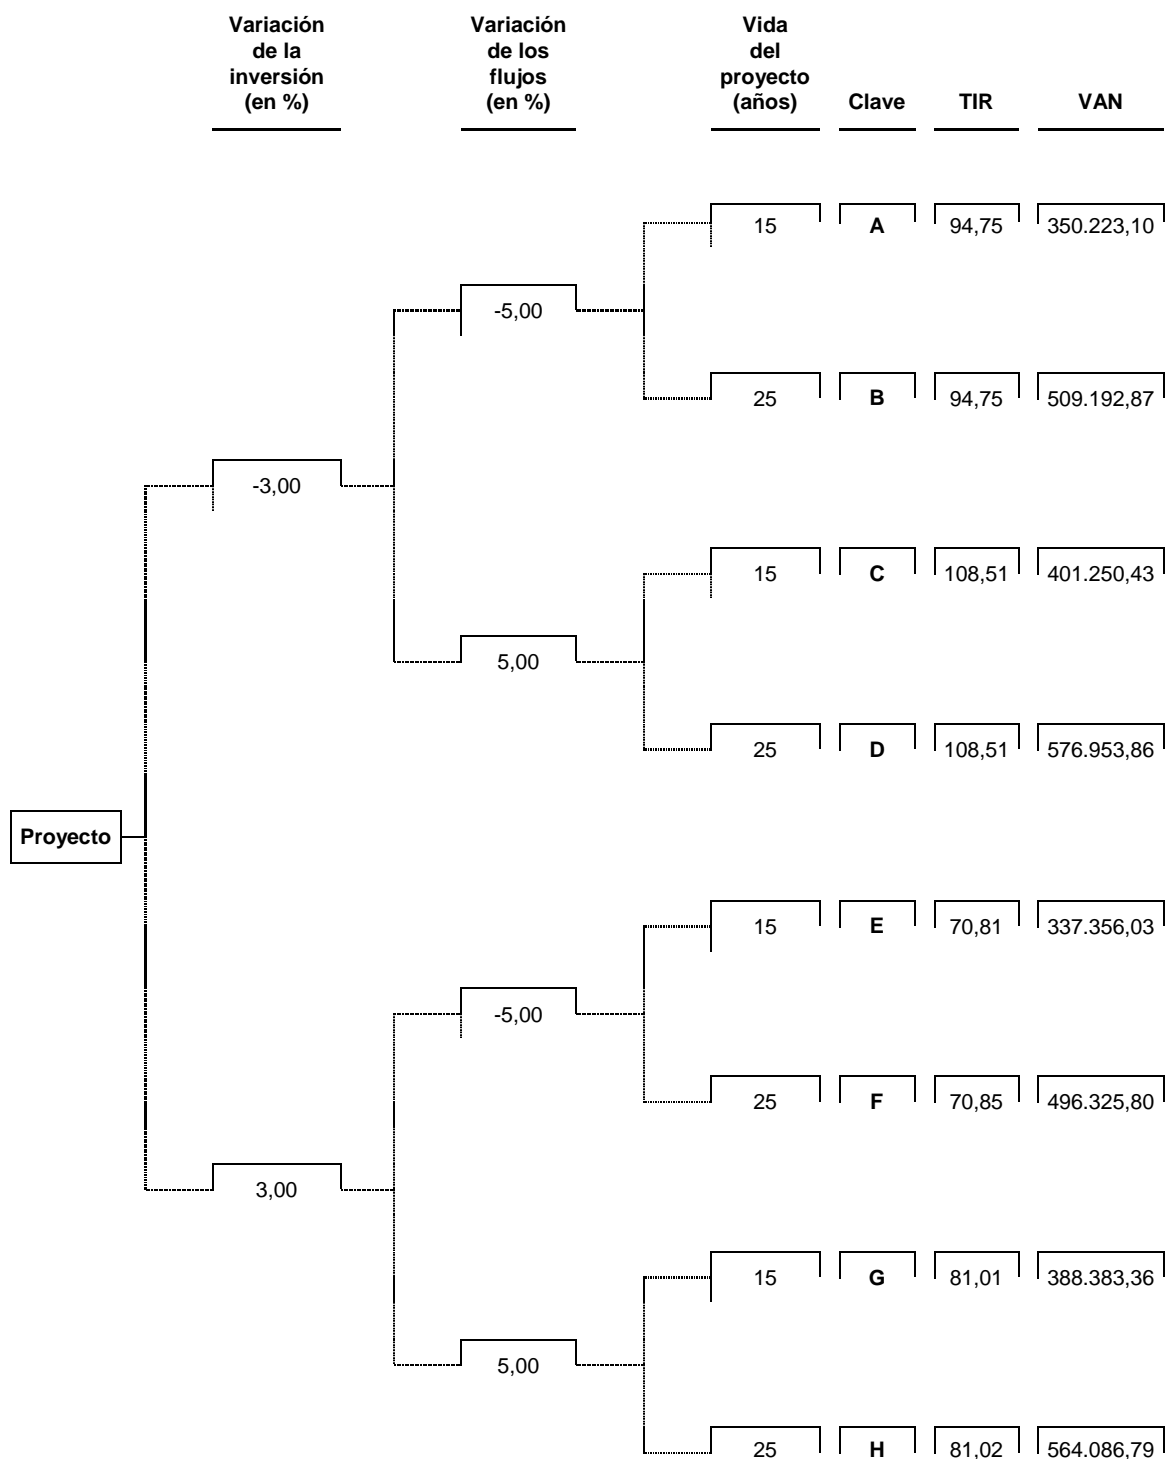 Variación
de la
inversión
(en %)
Variación
de los
flujos
(en %)
Vida
del
proyecto
(años)
Clave
TIR
VAN
15 A 94,75 350.223,10
-5,00
25 B 94,75 509.192,87
-3,00
15 C 108,51 401.250,43
5,00
25 D 108,51 576.953,86
Proyecto
15 E 70,81 337.356,03
-5,00
25 F 70,85 496.325,80
3,00
15 G 81,01 388.383,36
5,00
25 H 81,02 564.086,79